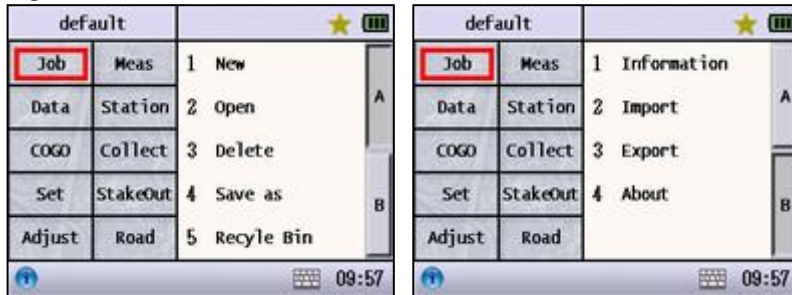 default
Job Meas 1 New
Data Station 2 Open A
COGO Collect 3 Delete
Set StakeOut 4 Save as B
Adjust Road 5 Recyle Bin
09:57
default
Job Meas 1 Information
Data Station 2 Import A
COGO Collect 3 Export
Set StakeOut 4 About B
Adjust Road
09:57